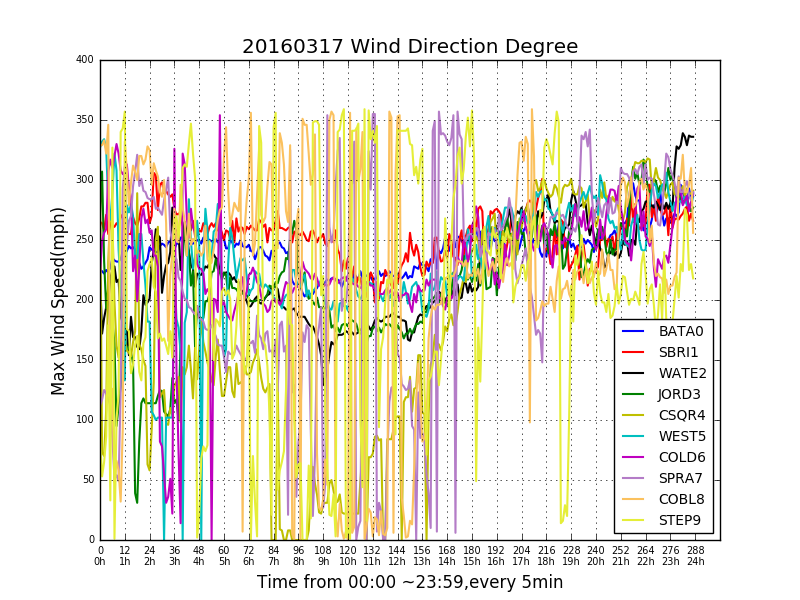 20160317 Wind Direction Degree
Max Wind Speed(mph)
400
350
300
250
200
150
100
50
0
BATA0
SBRI1
WATE2
JORD3
CSQR4
WEST5
COLD6
SPRA7
COBL8
STEP9
0 12 24 36 48 60 72 84 96 108 120 132 144 156 168 180 192 204 216 228 240 252 264 276 288
0h 1h 2h 3h 4h 5h 6h 7h 8h 9h 10h 11h 12h 13h 14h 15h 16h 17h 18h 19h 20h 21h 22h 23h 24h
Time from 00:00 ~23:59,every 5min